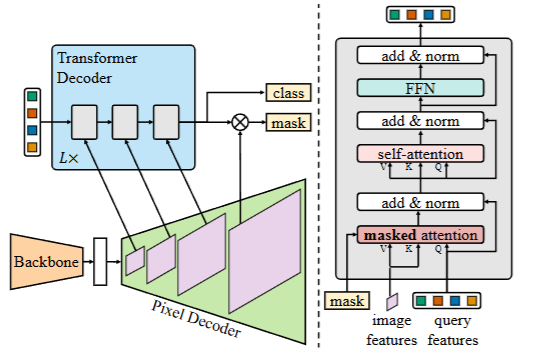 Transformer
Decoder
L×
class
mask
Backbone
Pixel Decoder
add & norm
FFN
add & norm
self-attention
V K Q
add & norm
masked attention
V K Q
mask
image
features
query
features